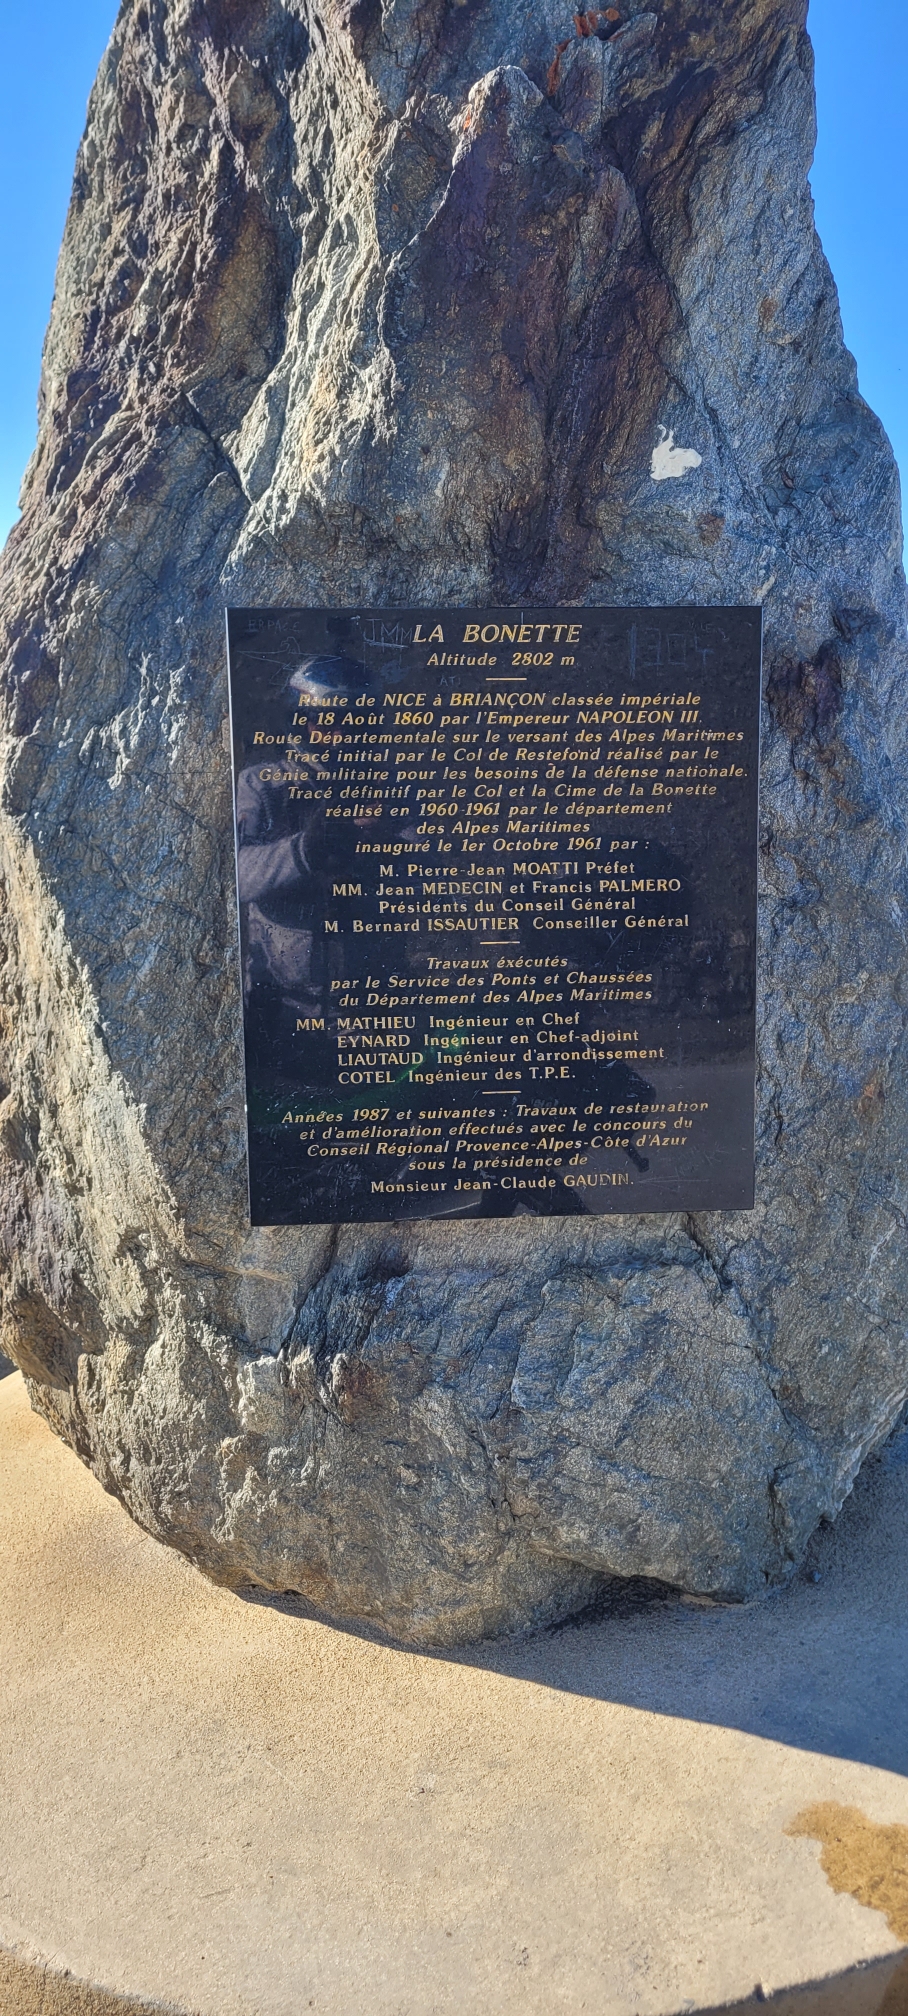 LA BONETTE
Altitude 2802 m
Route de NICE à BRIANÇON classée impériale
le 18 Août 1860 par l'Empereur NAPOLEON III.
Route Départementale sur le versant des Alpes Maritimes
Tracé initial par le Col de Restefond réalisé par le
Génie militaire pour les besoins de la défense nationale.
Tracé définitif par le Col et la Cime de la Bonette
réalisé en 1960-1961 par le département
des Alpes Maritimes
inauguré le 1er Octobre 1961 par :
M. Pierre-Jean MOATTI Préfet
MM. Jean MEDECIN et Francis PALMERO
Présidents du Conseil Général
M. Bernard ISSAUTIER Conseiller Général
Travaux éxécutés
par le Service des Ponts et Chaussées
du Département des Alpes Maritimes
MM. MATHIEU Ingénieur en Chef
EYNARD Ingénieur en Chef-adjoint
LIAUTAUD Ingénieur d'arrondissement
COTEL Ingénieur des T.P.E.
Années 1987 et suivantes : Travaux de restauration
et d'amélioration effectués avec le concours du
Conseil Régional Provence-Alpes-Côte d'Azur
sous la présidence de
Monsieur Jean-Claude GAUDIN.